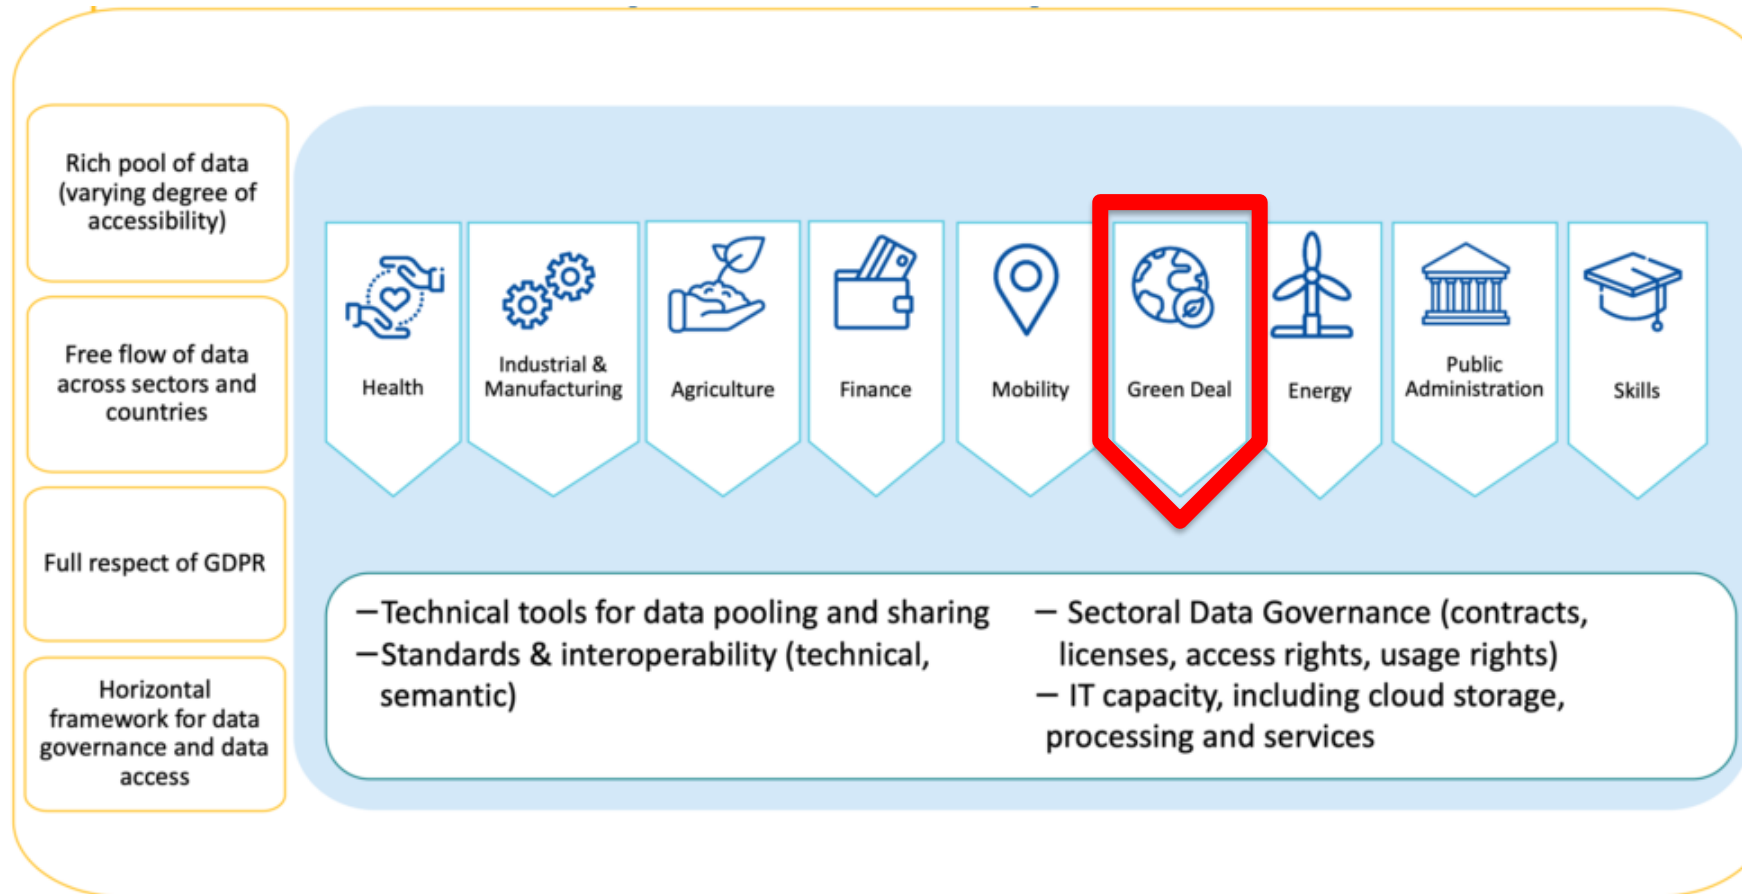 Rich pool of data
(varying degree of
accessibility)
Free flow of data
across sectors and
countries
Full respect of GDPR
Horizontal
framework for data
governance and data
access
Health
Industrial &
Manufacturing
Agriculture
Finance
Mobility
Green Deal
Energy
Public
Administration
Skills
—Technical tools for data pooling and sharing
—Standards & interoperability (technical,
semantic)
— Sectoral Data Governance (contracts,
licenses, access rights, usage rights)
— IT capacity, including cloud storage,
processing and services